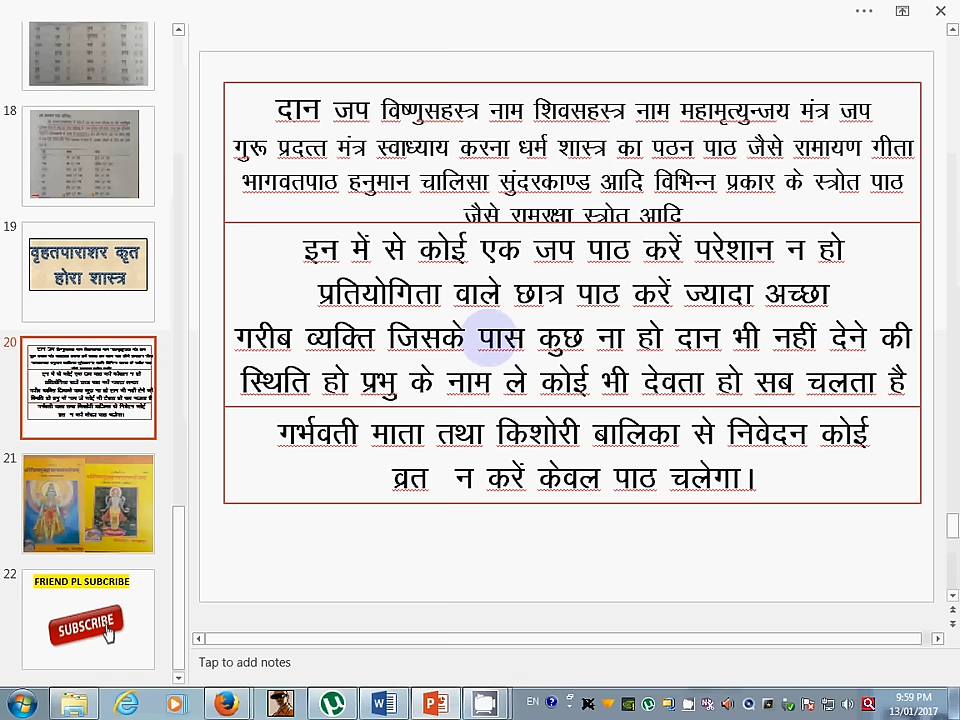 18
19
वृहतपाराशर कृत
होरा शास्त्र
20
21
22
FRIEND PL SUBCRIBE
SUBSCRIBE
दान जप विष्णुसहस्त्र नाम शिवसहस्त्र नाम महामृत्युन्जय मंत्र जप
गुरू प्रदत्त मंत्र स्वाध्याय करना धर्म शास्त्र का पठन पाठ जैसे रामायण गीता
भागवतपाठ हनुमान चालिसा सुंदरकाण्ड आदि विभिन्न प्रकार के स्त्रोत पाठ
जैसे रामरक्षा स्त्रोत आदि
इन में से कोई एक जप पाठ करें परेशान न हो
प्रतियोगिता वाले छात्र पाठ करें ज्यादा अच्छा
गरीब व्यक्ति जिसके पास कुछ ना हो दान भी नहीं देने की
स्थिति हो प्रभु के नाम ले कोई भी देवता हो सब चलता है
गर्भवती माता तथा किशोरी बालिका से निवेदन कोई
व्रत न करें केवल पाठ चलेगा।
Tap to add notes
EN
9:59 PM
13/01/2017